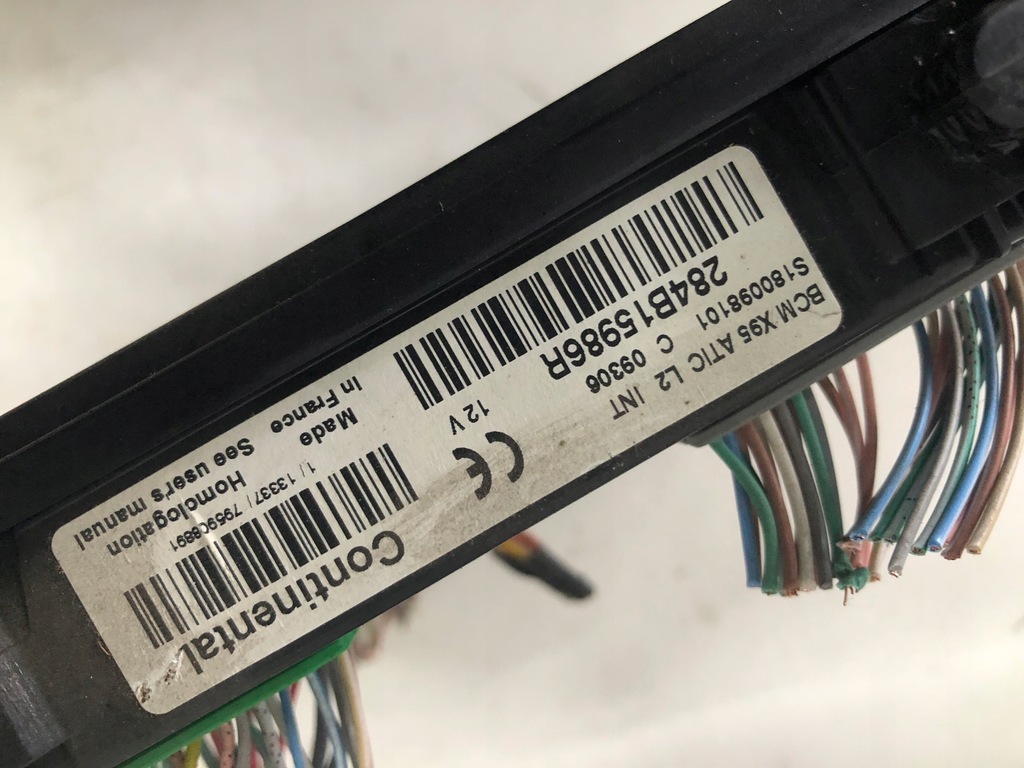 BCM X95 ATIC L2 INT
S180098101 C 09306
284B15986R
12 V
CE
Continental
1/ 13337 / 7959C8891
Made
in France
Homologation
See user's manual